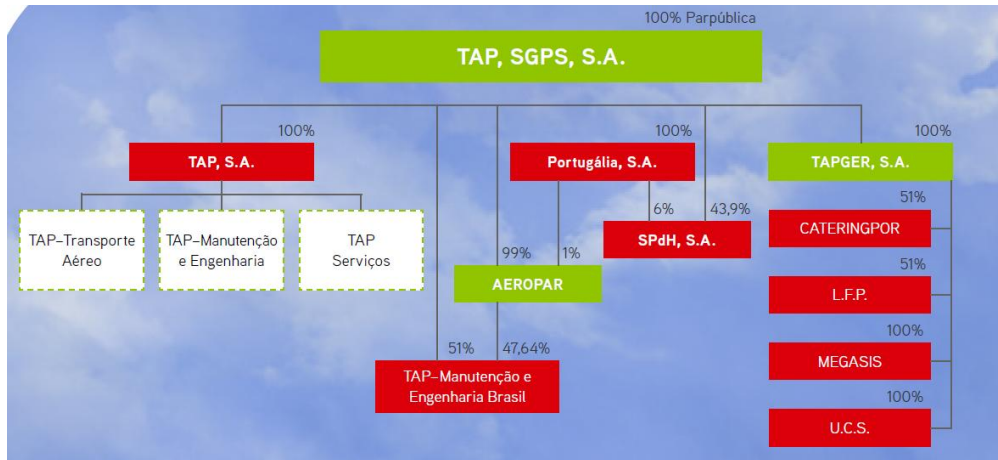 100% Parpública
TAP, SGPS, S.A.
100%
TAP, S.A.
100%
Portugália, S.A.
100%
TAPGER, S.A.
TAP–Transporte
Aéreo
TAP–Manutenção
e Engenharia
TAP
Serviços
6%
43,9%
SPdH, S.A.
99%
1%
AEROPAR
51%
47,64%
TAP–Manutenção e
Engenharia Brasil
51%
CATERINGPOR
51%
L.F.P.
100%
MEGASIS
100%
U.C.S.